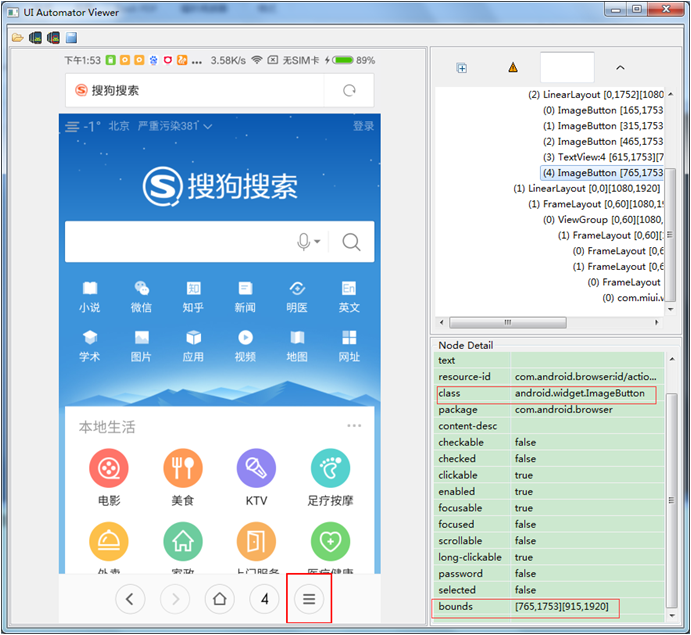 UI Automator Viewer
下午1:53 ... 3.58K/s 无SIM卡 89%
搜狗搜索
-1° 北京 严重污染381 登录
搜狗搜索
小说 微信 知乎 新闻 明医 英文
学术 图片 应用 视频 地图 网址
本地生活
电影 美食 KTV 足疗按摩
外卖 家政 上门服务 医疗健康
4
(2) LinearLayout [0,1752][1080
(0) ImageButton [165,1753
(1) ImageButton [315,1753
(2) ImageButton [465,1753
(3) TextView:4 [615,1753][7
(4) ImageButton [765,1753
(1) LinearLayout [0,0][1080,1920]
(1) FrameLayout [0,60][1080,19
(0) ViewGroup [0,60][1080,
(1) FrameLayout [0,60][1
(0) FrameLayout [0,6
(1) FrameLayout [0,6
(0) FrameLayout
(0) com.miui.v
Node Detail
text
resource-id com.android.browser:id/actio...
class android.widget.ImageButton
package com.android.browser
content-desc
checkable false
checked false
clickable true
enabled true
focusable true
focused false
scrollable false
long-clickable true
password false
selected false
bounds [765,1753][915,1920]